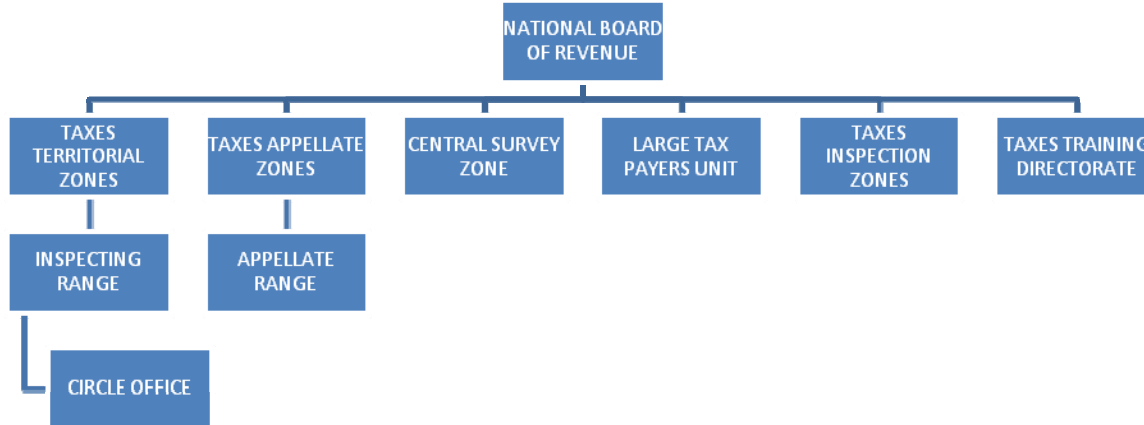 NATIONAL BOARD
OF REVENUE
TAXES
TERRITORIAL
ZONES
TAXES APPELLATE
ZONES
CENTRAL SURVEY
ZONE
LARGE TAX
PAYERS UNIT
TAXES
INSPECTION
ZONES
TAXES TRAINING
DIRECTORATE
INSPECTING
RANGE
APPELLATE
RANGE
CIRCLE OFFICE